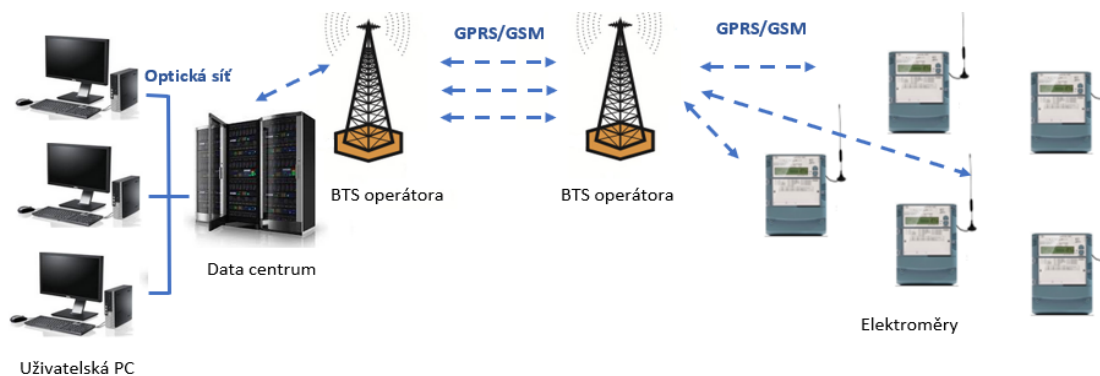 GPRS/GSM
GPRS/GSM
Optická síť
BTS operátora
BTS operátora
Data centrum
Elektroměry
Uživatelská PC